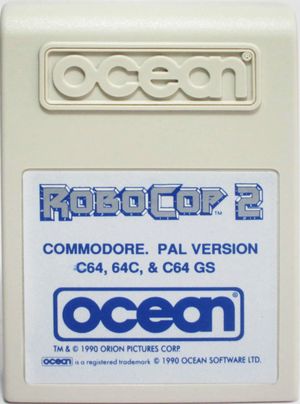 ocean®
ROBOCOP™ 2
COMMODORE. PAL VERSION
C64, 64C, & C64 GS
ocean®
TM & © 1990 ORION PICTURES CORP.
ocean is a registered trademark © 1990 OCEAN SOFTWARE LTD.